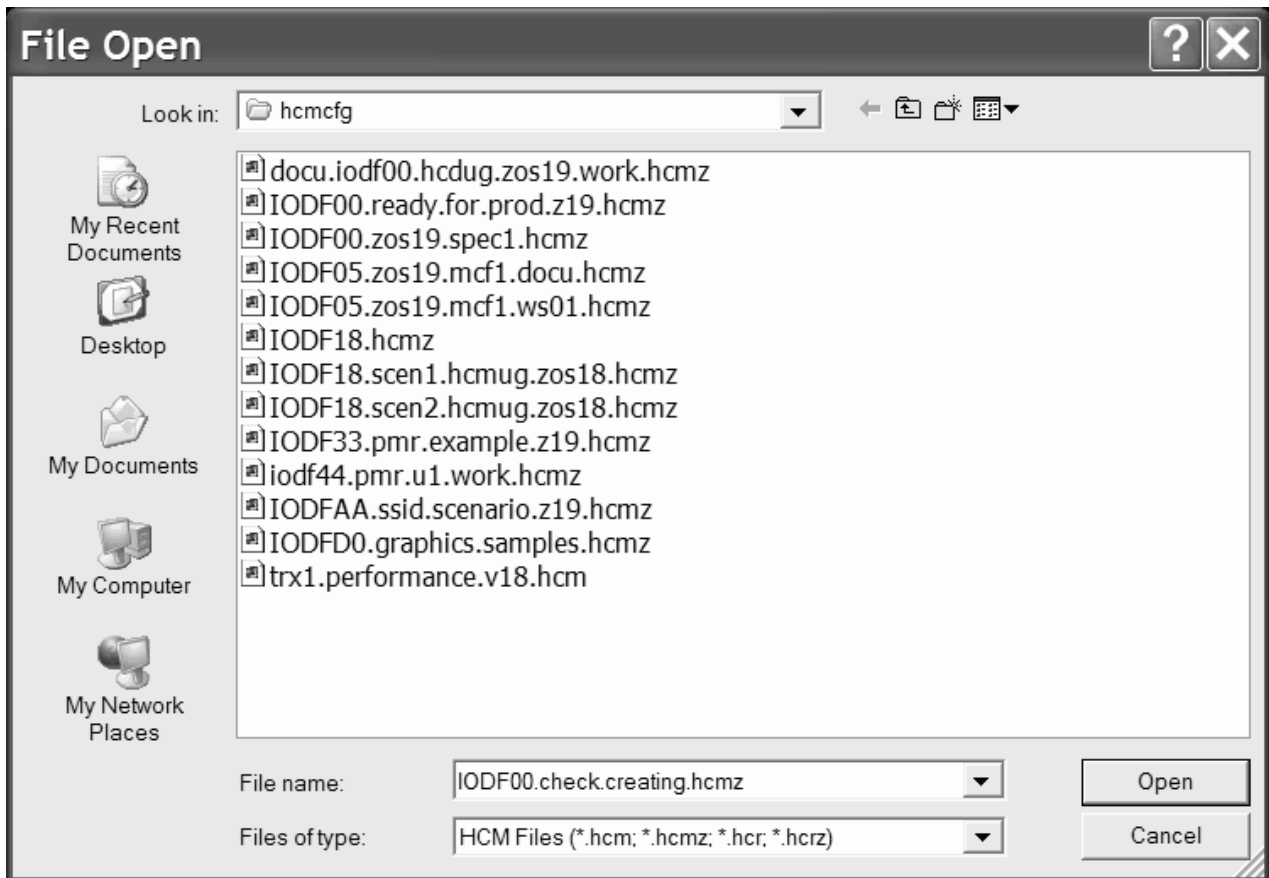 File Open
Look in:
hcmcfg
My Recent
Documents
Desktop
My Documents
My Computer
My Network
Places
docu.iodf00.hcdug.zos19.work.hcmz
IODF00.ready.for.prod.z19.hcmz
IODF00.zos19.spec1.hcmz
IODF05.zos19.mcf1.docu.hcmz
IODF05.zos19.mcf1.ws01.hcmz
IODF18.hcmz
IODF18.scen1.hcmug.zos18.hcmz
IODF18.scen2.hcmug.zos18.hcmz
IODF33.pmr.example.z19.hcmz
iodf44.pmr.u1.work.hcmz
IODFAA.ssid.scenario.z19.hcmz
IODFD0.graphics.samples.hcmz
trx1.performance.v18.hcm
File name:
IODF00.check.creating.hcmz
Open
Files of type:
HCM Files (*.hcm; *.hcmz; *.hcr; *.hcrz)
Cancel